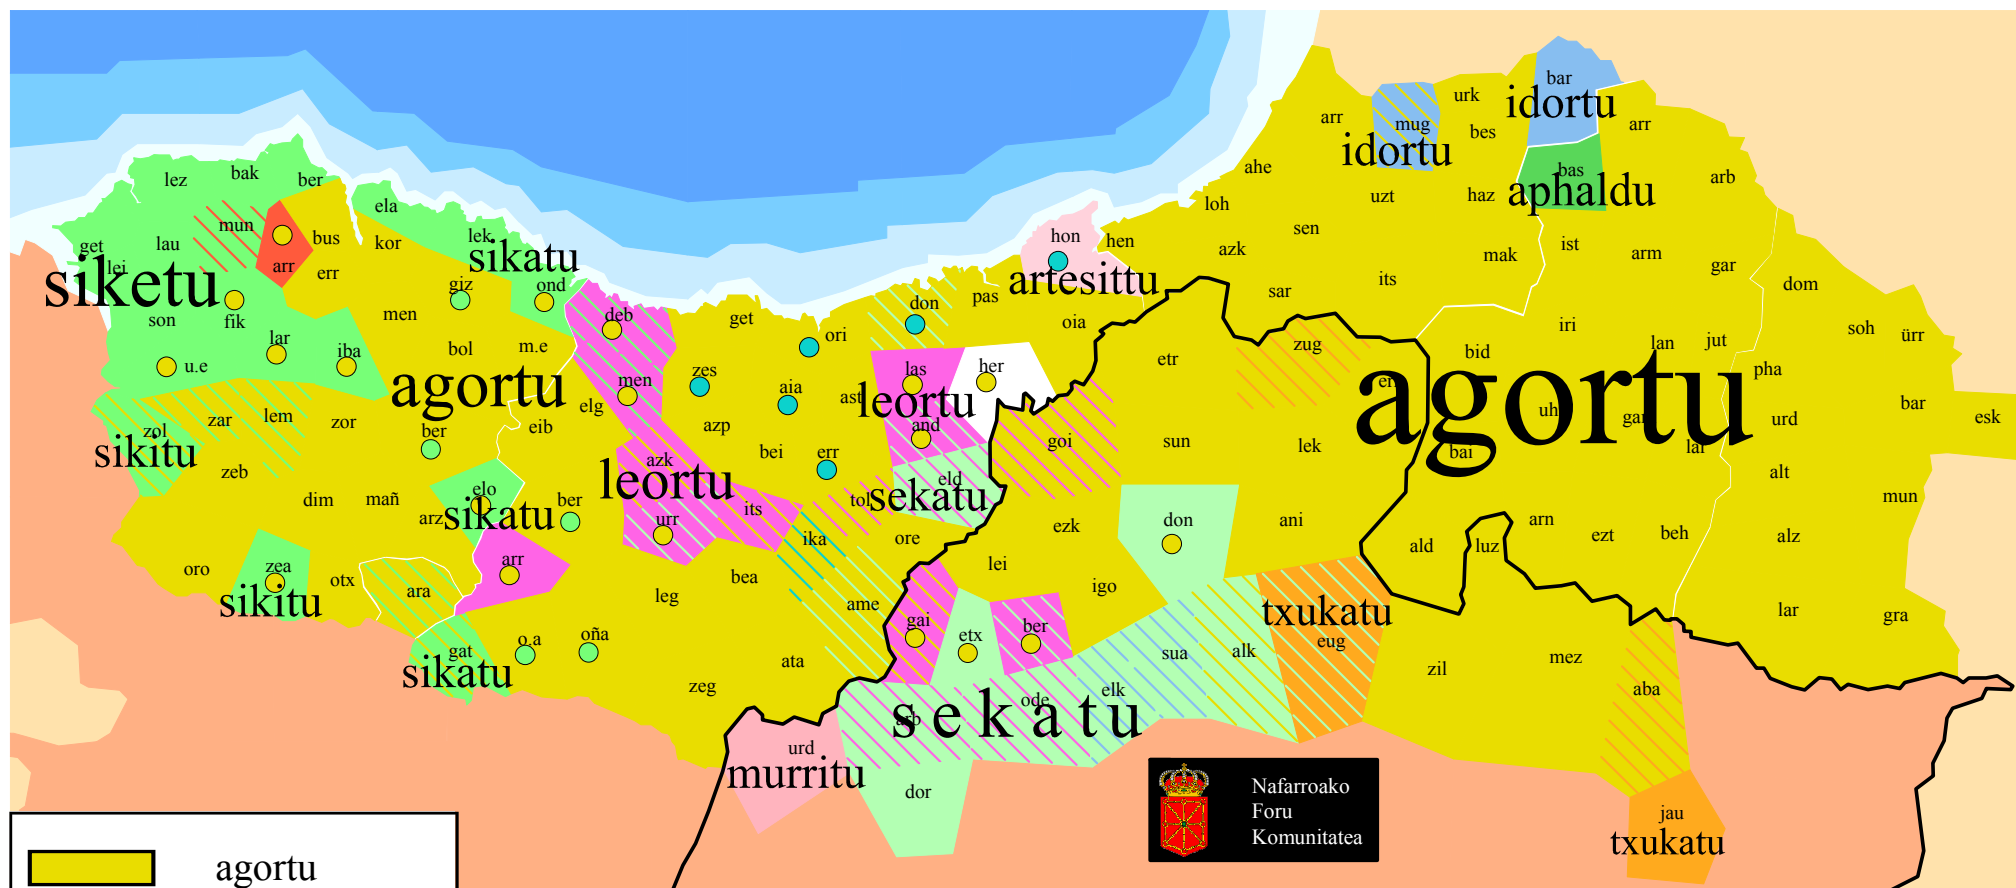 bar
idortu
urk
arr
mug
bes
arr
idortu
ahe
bas
aphaldu
arb
lez
bak
ber
uzt
haz
ela
loh
mun
sen
get
lau
bus
kor
lek
hon
hen
azk
ist
arm
mak
gar
lei
arr
err
sikatu
siketu
artesittu
its
giz
ond
sar
dom
son
fik
men
deb
get
don
pas
oia
iri
soh
ürr
lar
iba
bol
m.e
ori
zug
bid
lan
jut
u.e
agortu
men
zes
aia
las
her
etr
pha
agortu
ast
leortu
elg
uh
bar
esk
zar
lem
zor
ber
eib
azp
and
goi
sun
lek
gar
urd
zol
sikitu
bei
err
bai
lar
zeb
azk
leortu
alt
dim
mañ
elo
ber
its
tol
eld
sekatu
mun
arz
sikatu
urr
ika
ore
ezk
don
ani
arn
ezt
beh
alz
ald
luz
oro
zea
otx
arr
bea
lei
sikitu
ara
leg
ame
igo
txukatu
lar
gra
gai
etx
ber
eug
o.a
oña
gat
sikatu
ata
sua
alk
zil
mez
zeg
elk
aba
arb
ode
sekatu
urd
murritu
dor
Nafarroako
Foru
Komunitatea
jau
txukatu
agortu